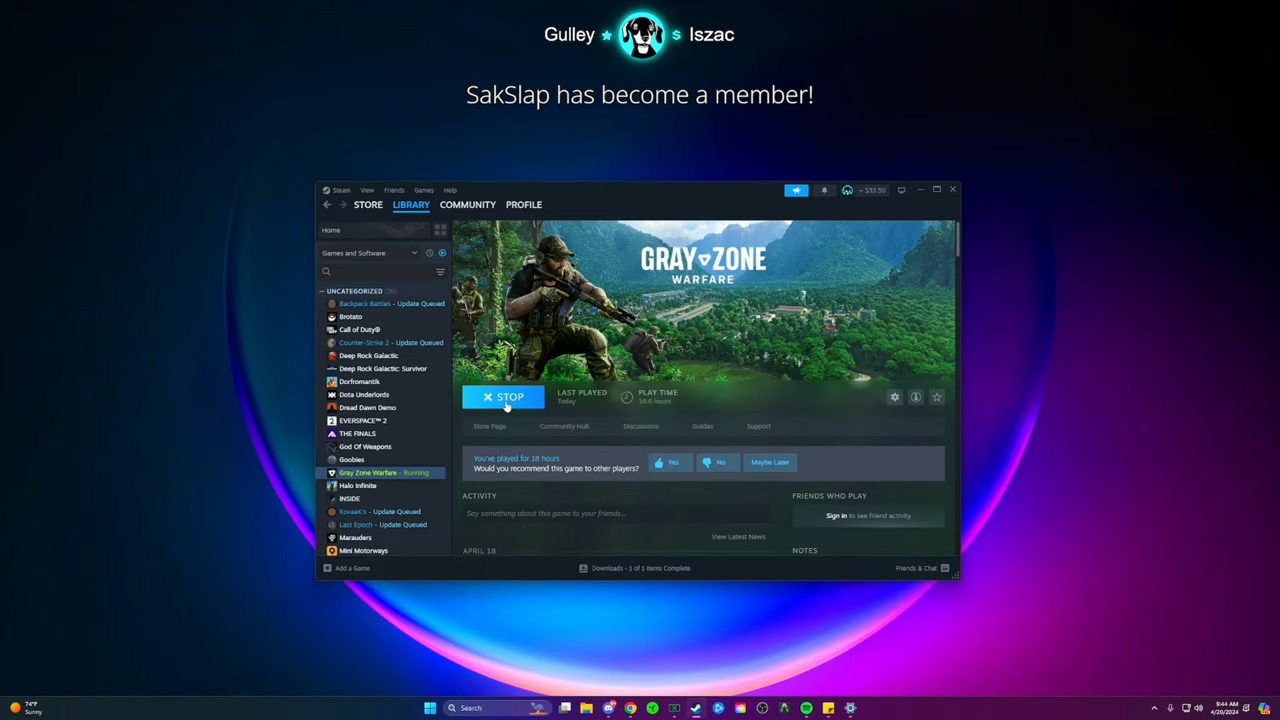 Gulley
$
Iszac
SakSlap has become a member!
Steam View Friends Games Help
$33.50
STORE LIBRARY COMMUNITY PROFILE
Home
Games and Software
UNCATEGORIZED
Backpack Battles - Update Queued
Brotato
Call of Duty®
Counter-Strike 2 - Update Queued
Deep Rock Galactic
Deep Rock Galactic: Survivor
Dorfromantik
Dota Underlords
Dread Dawn Demo
EVERSPACE™ 2
THE FINALS
God Of Weapons
Goobies
Gray Zone Warfare - Running
Halo Infinite
INSIDE
KovaaK's - Update Queued
Last Epoch - Update Queued
Marauders
Mini Motorways
GRAY ZONE
WARFARE
STOP
LAST PLAYED
Today
PLAY TIME
18.6 hours
Store Page Community Hub Discussions Guides Support
You've played for 18 hours
Would you recommend this game to other players?
Yes
No
Maybe Later
ACTIVITY
Say something about this game to your friends...
View Latest News
APRIL 18
FRIENDS WHO PLAY
Sign in to see friend activity
NOTES
Add a Game
Downloads - 1 of 1 Items Complete
Friends & Chat
74°F
Sunny
Search
9:44 AM
4/20/2024